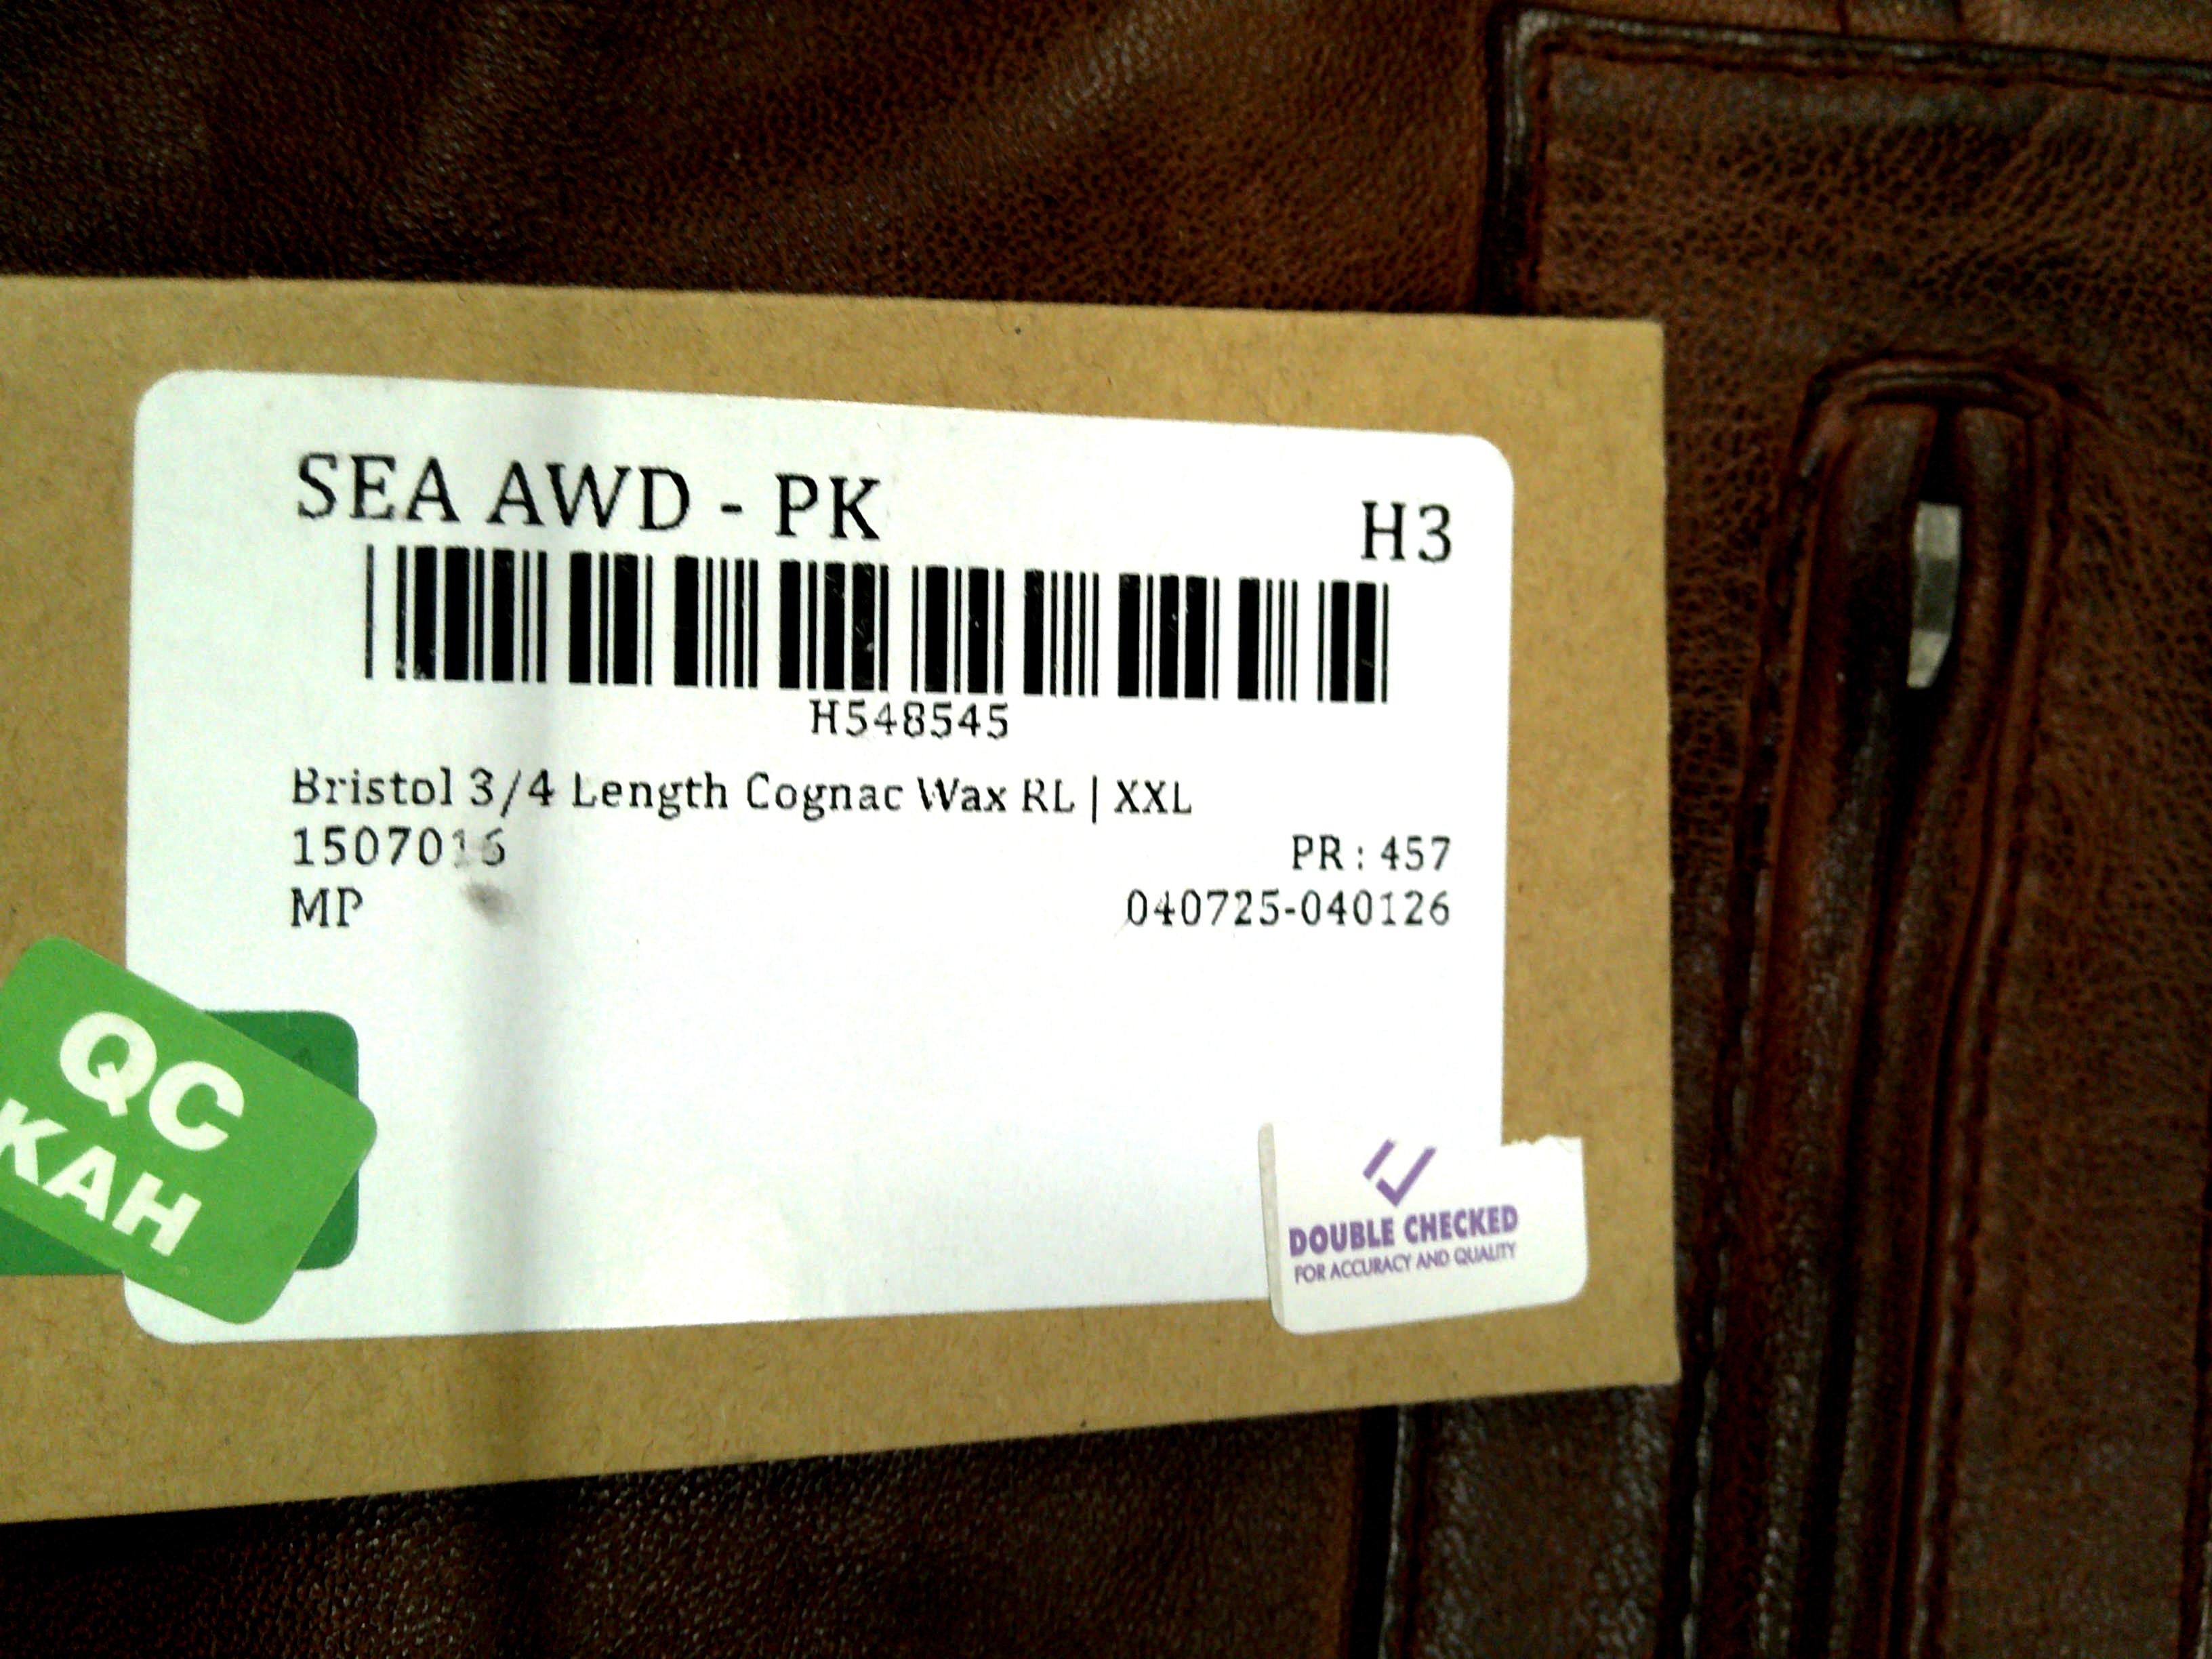 SEA AWD - PK
H3
H548545
Bristol 3/4 Length Cognac Wax RL | XXL
1507016
PR : 457
MP
040725-040126
QC
KAH
DOUBLE CHECKED
FOR ACCURACY AND QUALITY